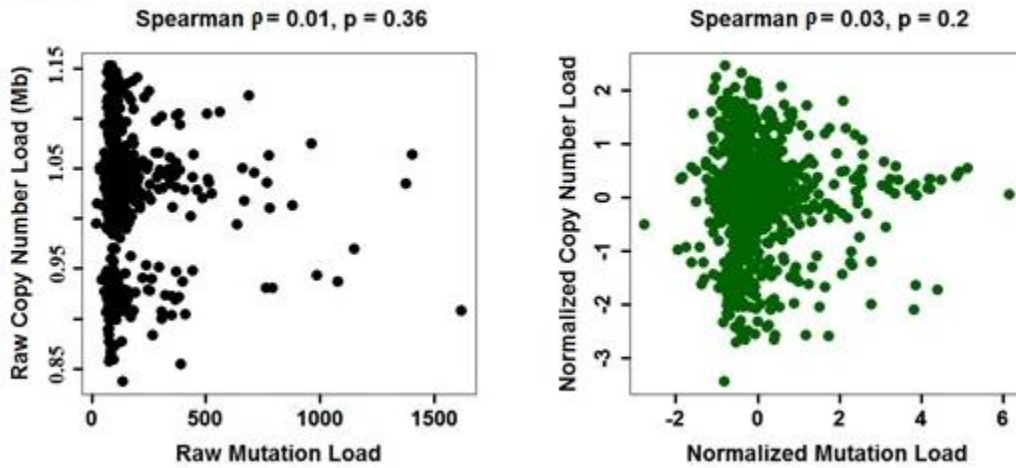 Spearman ρ = 0.01, p = 0.36
Raw Copy Number Load (Mb)
1.15
1.05
0.95
0.85
0 500 1000 1500
Raw Mutation Load
Spearman ρ = 0.03, p = 0.2
Normalized Copy Number Load
2
1
0
-1
-2
-3
-2 0 2 4 6
Normalized Mutation Load